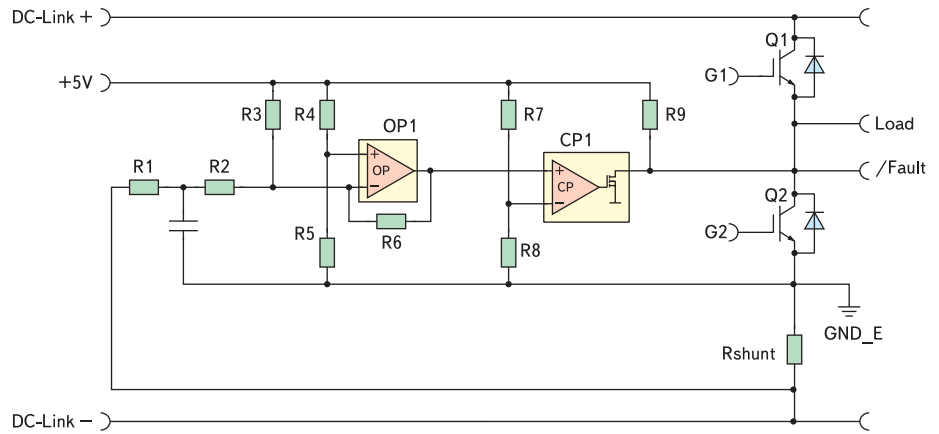 DC-Link +
Q1
+5V
G1
R3
R4
OP1
R7
CP1
R9
Load
+
OP
−
R1
R2
+
CP
−
/Fault
Q2
R6
R5
R8
G2
GND_E
Rshunt
DC-Link −